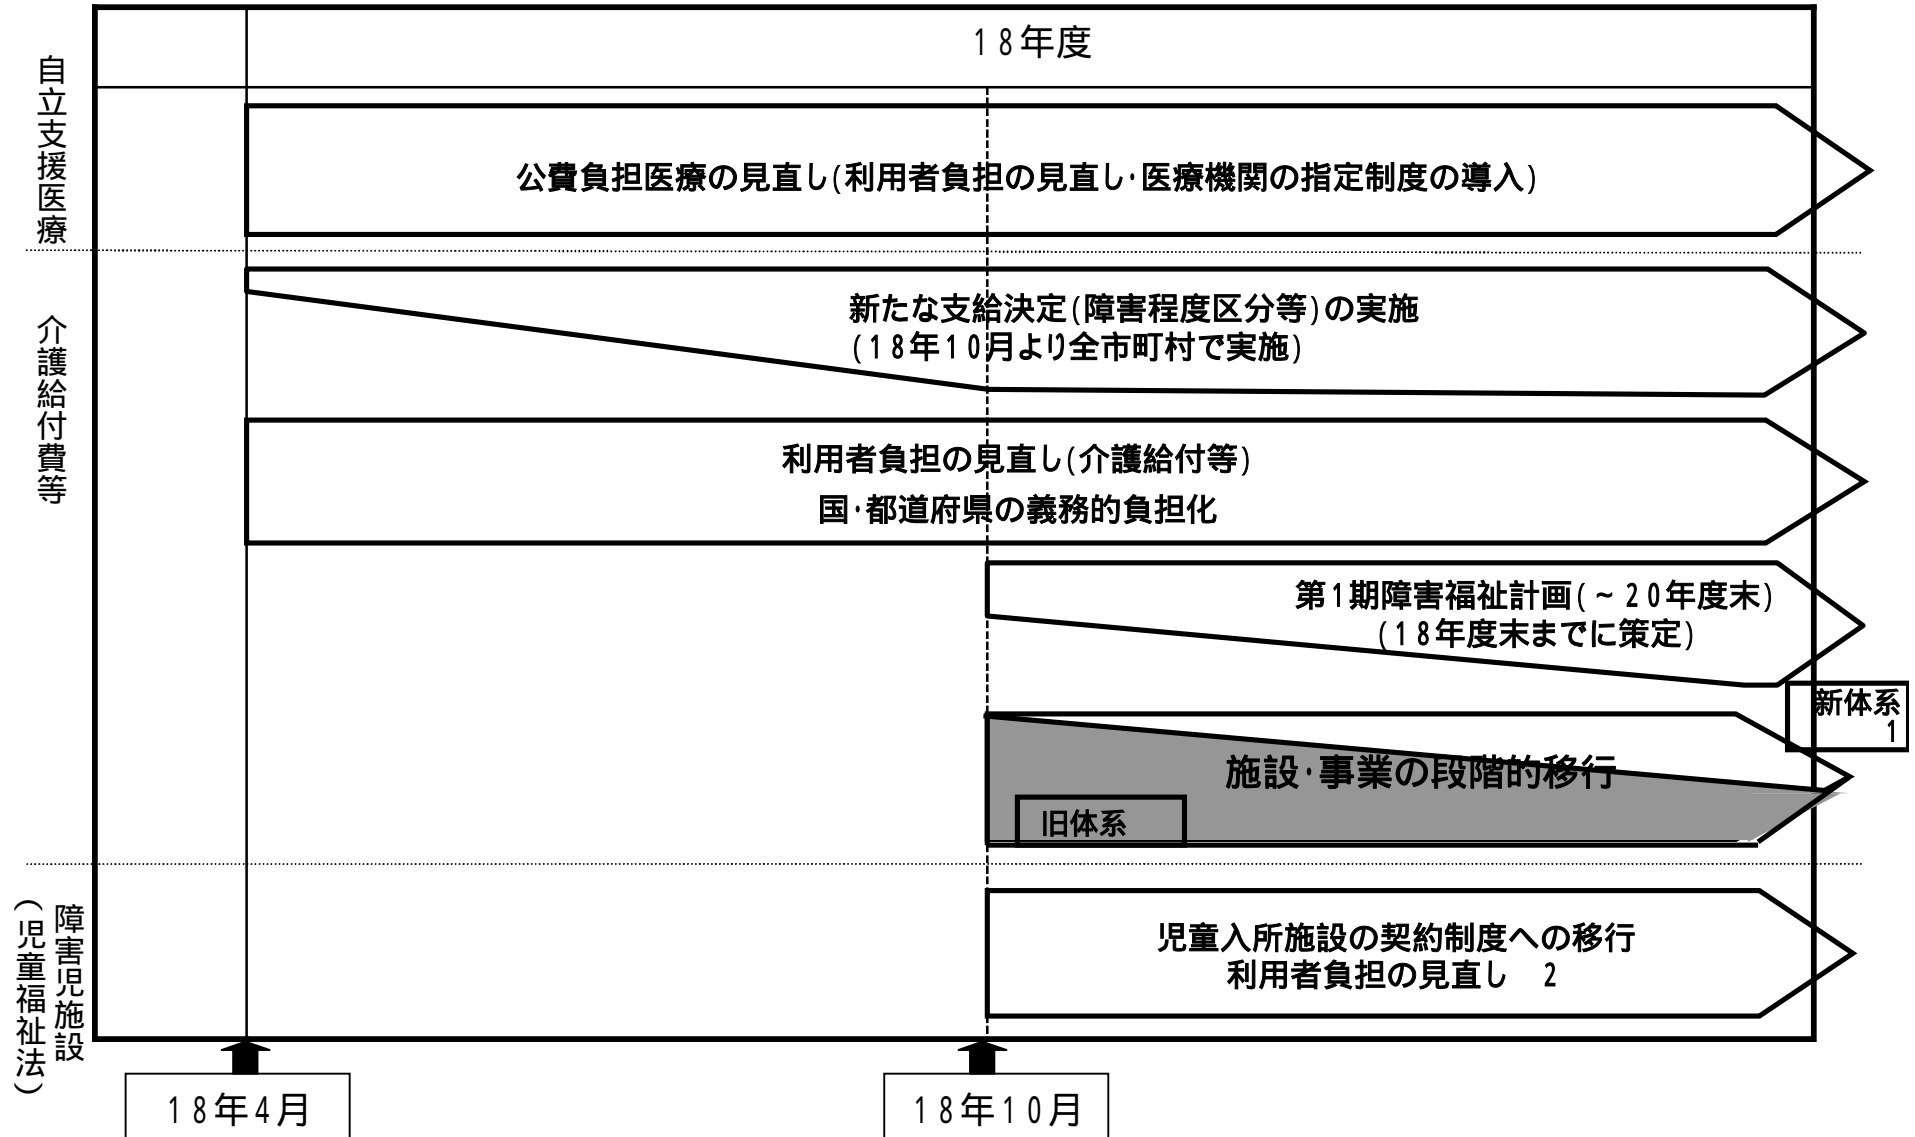 18年度
自立支援医療
公費負担医療の見直し(利用者負担の見直し・医療機関の指定制度の導入)
介護給付費等
新たな支給決定(障害程度区分等)の実施
(18年10月より全市町村で実施)
利用者負担の見直し(介護給付等)
国・都道府県の義務的負担化
第1期障害福祉計画(~20年度末)
(18年度末までに策定)
新体系
1
施設・事業の段階的移行
旧体系
障害児施設
(児童福祉法)
児童入所施設の契約制度への移行
利用者負担の見直し 2
18年4月
18年10月